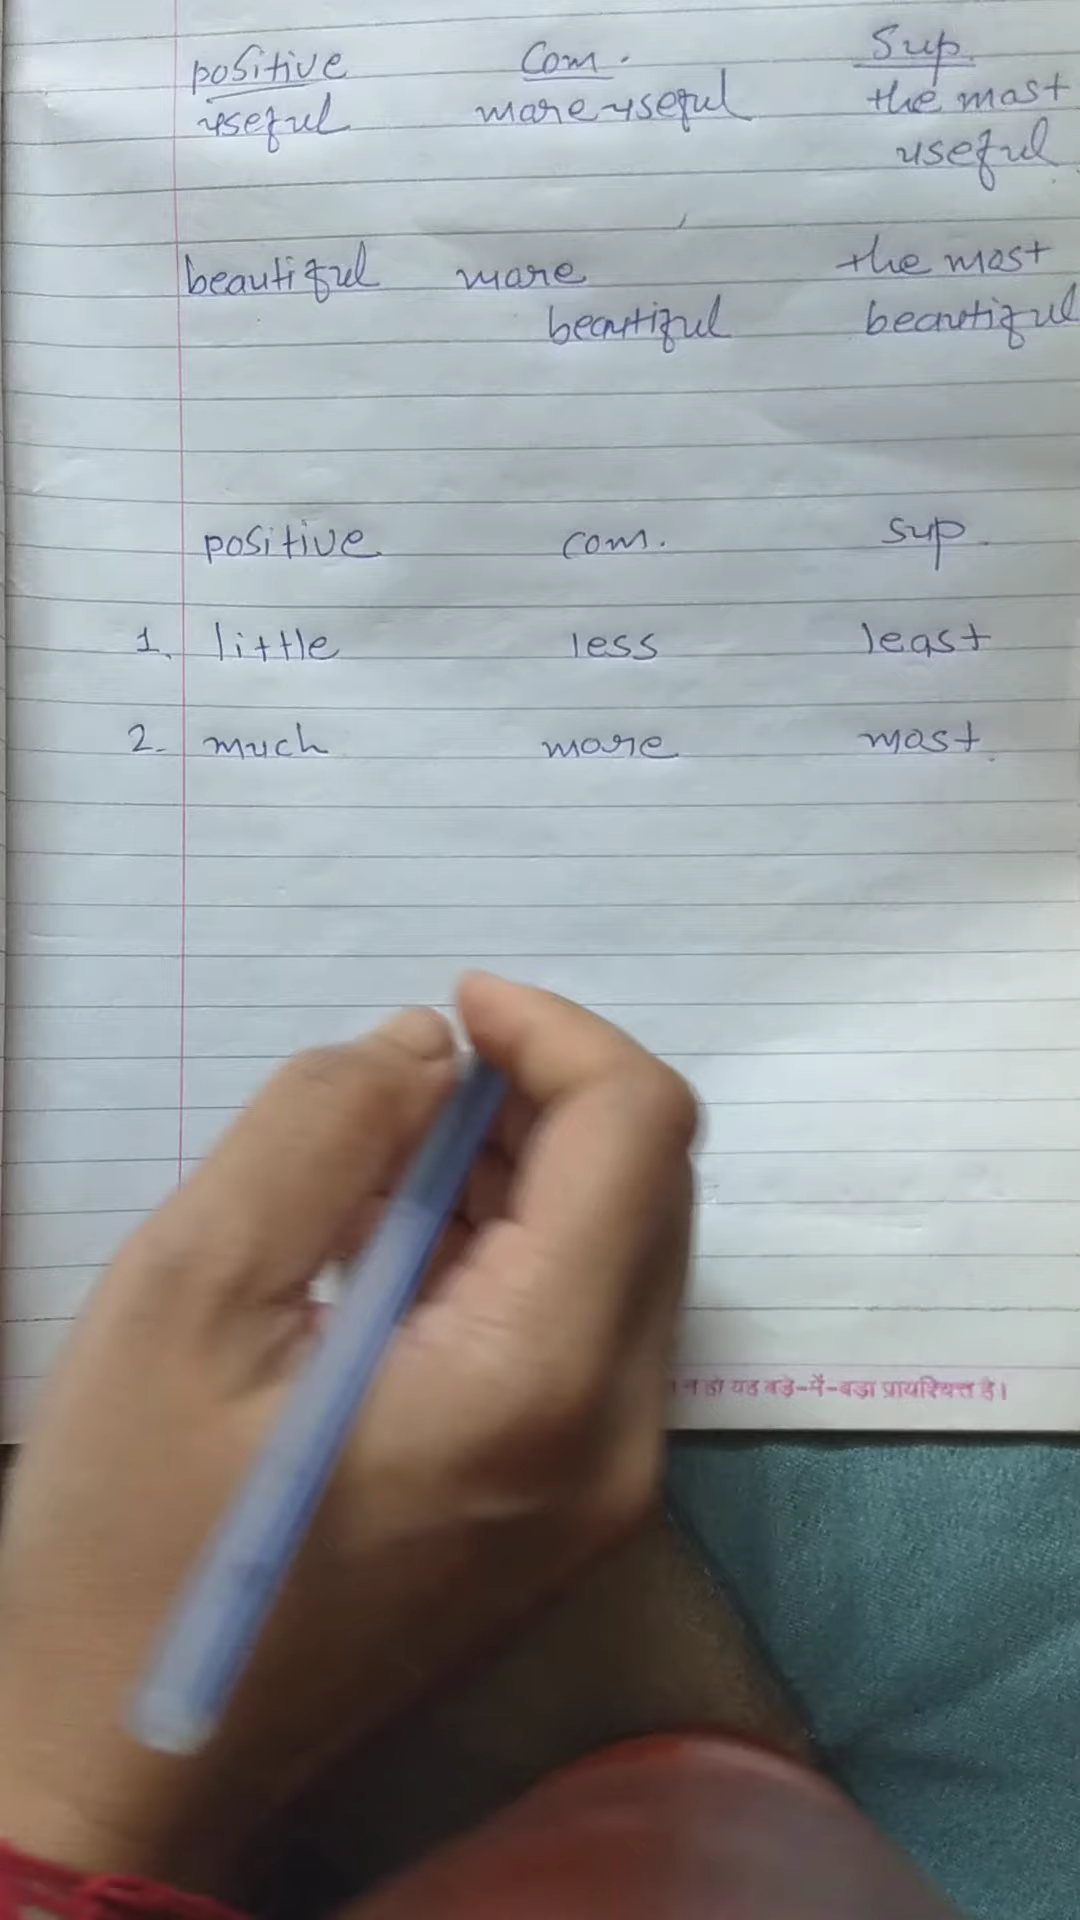 positive Com. Sup.
useful more useful the most
useful
beautiful more the most
beautiful beautiful
positive com. sup.
1. little less least
2. much more most
यह बड़े-में-बड़ा प्रायश्चित्त है।